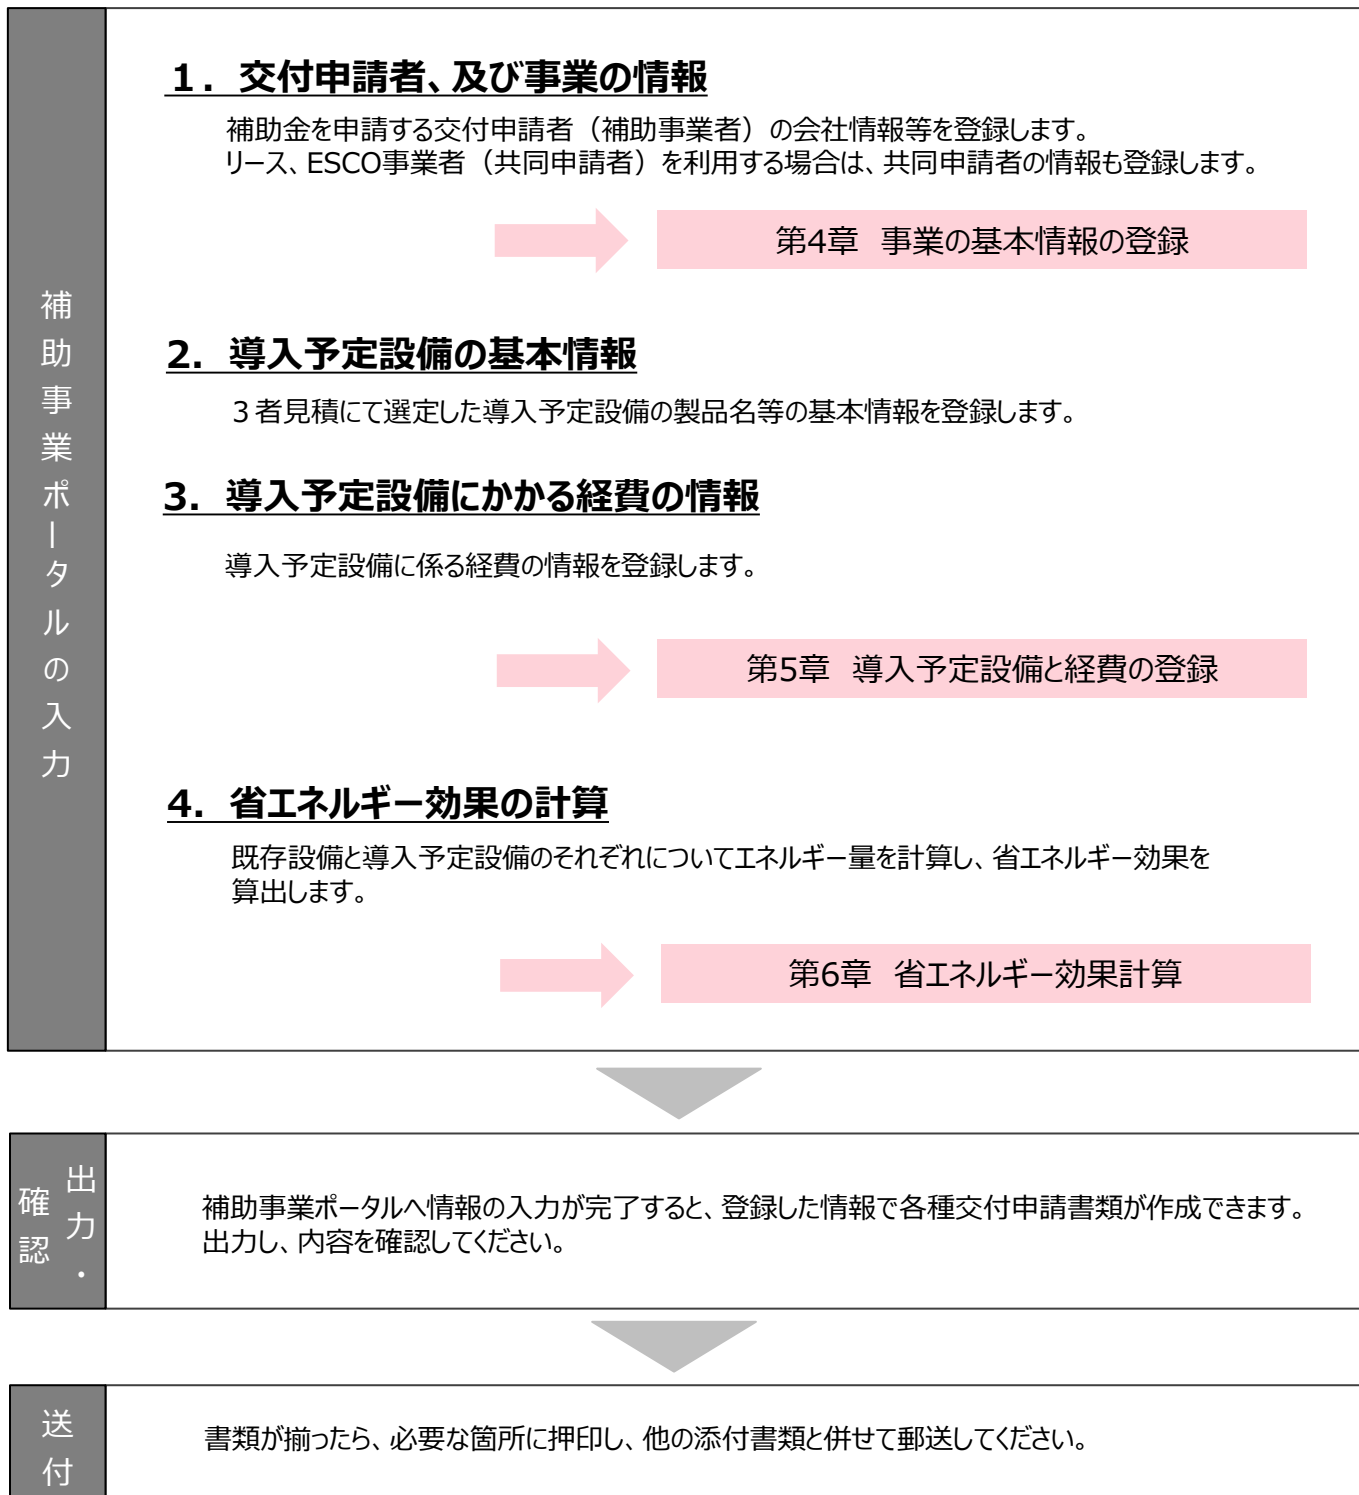 補助事業ポータルの入力
１．交付申請者、及び事業の情報
補助金を申請する交付申請者（補助事業者）の会社情報等を登録します。
リース、ESCO事業者（共同申請者）を利用する場合は、共同申請者の情報も登録します。
第4章 事業の基本情報の登録
2. 導入予定設備の基本情報
３者見積にて選定した導入予定設備の製品名等の基本情報を登録します。
3. 導入予定設備にかかる経費の情報
導入予定設備に係る経費の情報を登録します。
第5章 導入予定設備と経費の登録
4. 省エネルギー効果の計算
既存設備と導入予定設備のそれぞれについてエネルギー量を計算し、省エネルギー効果を
算出します。
第6章 省エネルギー効果計算
出力・
確認
補助事業ポータルへ情報の入力が完了すると、登録した情報で各種交付申請書類が作成できます。
出力し、内容を確認してください。
送付
書類が揃ったら、必要な箇所に押印し、他の添付書類と併せて郵送してください。